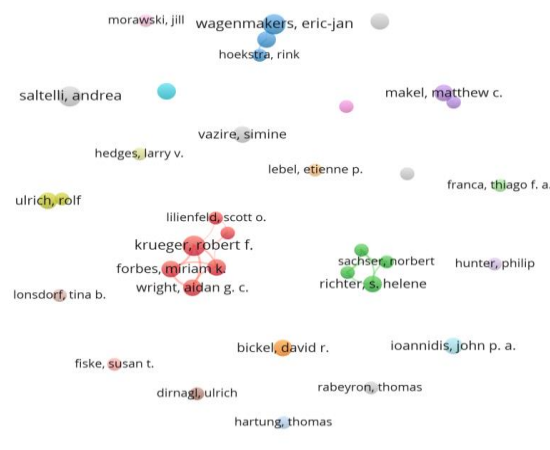 morawski, jill
wagenmakers, eric-jan
hoekstra, rink
saltelli, andrea
makel, matthew c.
vazire, simine
hedges, larry v.
lebel, etienne p.
franca, thiago f. a.
ulrich, rolf
lilienfeld, scott o.
krueger, robert f.
sachser, norbert
hunter, philip
forbes, miriam k.
richter, s. helene
wright, aidan g. c.
lonsdorf, tina b.
bickel, david r.
ioannidis, john p. a.
fiske, susan t.
dirnagl, ulrich
rabeyron, thomas
hartung, thomas